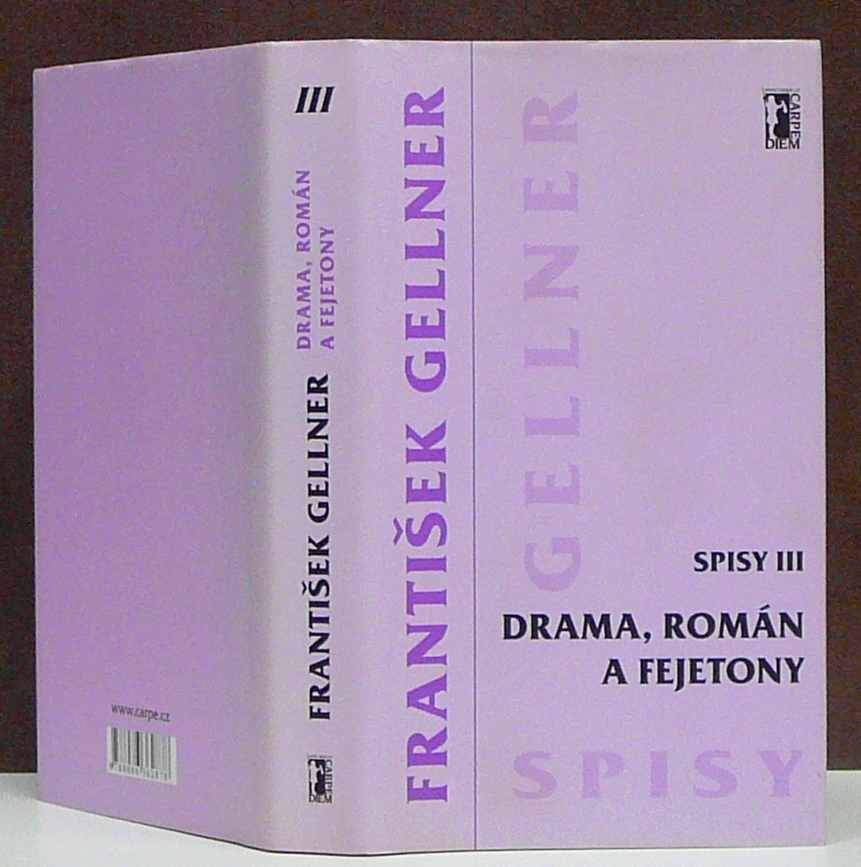 www.carpe.cz
III
DRAMA, ROMÁN
A FEJETONY
FRANTIŠEK GELLNER
CARPE
DIEM
FRANTIŠEK GELLNER
GELLNER
CARPE
DIEM
SPISY III
DRAMA, ROMÁN
A FEJETONY
SPISY